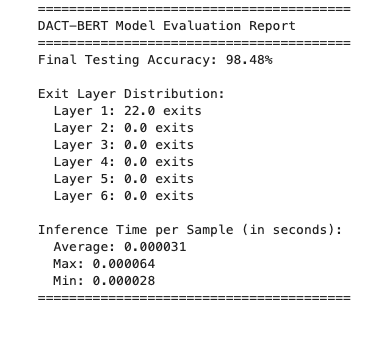 ========================================
DACT-BERT Model Evaluation Report
========================================
Final Testing Accuracy: 98.48%

Exit Layer Distribution:
  Layer 1: 22.0 exits
  Layer 2: 0.0 exits
  Layer 3: 0.0 exits
  Layer 4: 0.0 exits
  Layer 5: 0.0 exits
  Layer 6: 0.0 exits

Inference Time per Sample (in seconds):
  Average: 0.000031
  Max: 0.000064
  Min: 0.000028
========================================